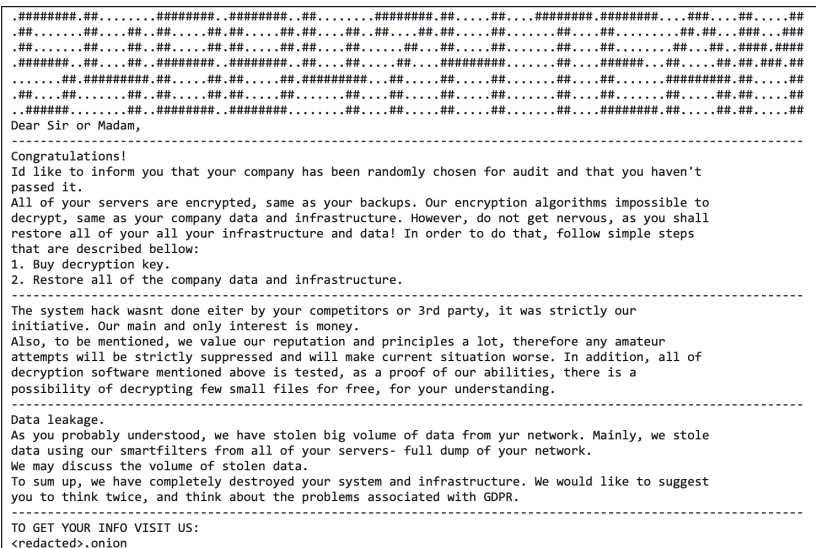 .#######.##........########..########..##........########.##.....##....########.########....###....##.....##
.##.......##....##..##.....##.##.....##.##....##..##....##.##.....##.......##....##.........##.##...###...###
.##.......##....##..##.....##.##.....##.##....##......##...##.....##.......##....##........##...##..####.####
.#######..##....##..########..########..##....##.....##....#########.......##....######...##.....##.##.###.##
.......##.#########.##.....##.##.....##.#########...##.....##.....##.......##....##.......#########.##.....##
.##....##.......##..##.....##.##.....##.......##....##.....##.....##.......##....##.......##.....##.##.....##
..######........##..########..########........##....##.....##.....##.......##....########.##.....##.##.....##
Dear Sir or Madam,
--------------------------------------------------------------------------------------------------------------
Congratulations!
Id like to inform you that your company has been randomly chosen for audit and that you haven't
passed it.
All of your servers are encrypted, same as your backups. Our encryption algorithms impossible to
decrypt, same as your company data and infrastructure. However, do not get nervous, as you shall
restore all of your all your infrastructure and data! In order to do that, follow simple steps
that are described bellow:
1. Buy decryption key.
2. Restore all of the company data and infrastructure.
--------------------------------------------------------------------------------------------------------------
The system hack wasnt done eiter by your competitors or 3rd party, it was strictly our
initiative. Our main and only interest is money.
Also, to be mentioned, we value our reputation and principles a lot, therefore any amateur
attempts will be strictly suppressed and will make current situation worse. In addition, all of
decryption software mentioned above is tested, as a proof of our abilities, there is a
possibility of decrypting few small files for free, for your understanding.
--------------------------------------------------------------------------------------------------------------
Data leakage.
As you probably understood, we have stolen big volume of data from yur network. Mainly, we stole
data using our smartfilters from all of your servers- full dump of your network.
We may discuss the volume of stolen data.
To sum up, we have completely destroyed your system and infrastructure. We would like to suggest
you to think twice, and think about the problems associated with GDPR.
--------------------------------------------------------------------------------------------------------------
TO GET YOUR INFO VISIT US:
<redacted>.onion